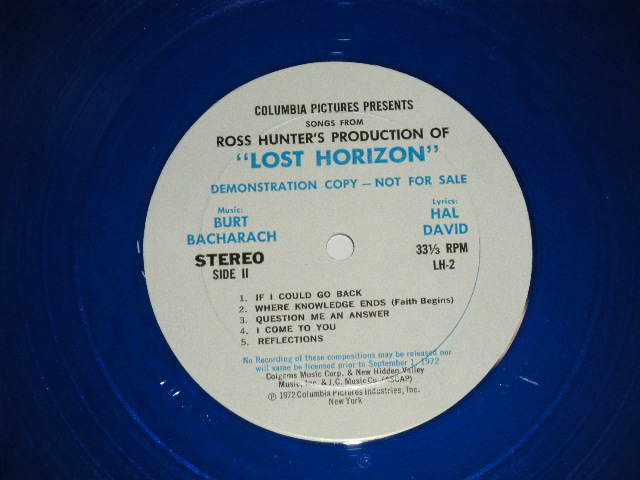 COLUMBIA PICTURES PRESENTS
SONGS FROM
ROSS HUNTER'S PRODUCTION OF
"LOST HORIZON"
DEMONSTRATION COPY — NOT FOR SALE
Music:
BURT
BACHARACH
Lyrics:
HAL
DAVID
STEREO
SIDE II
33⅓ RPM
LH-2
1. IF I COULD GO BACK
2. WHERE KNOWLEDGE ENDS (Faith Begins)
3. QUESTION ME AN ANSWER
4. I COME TO YOU
5. REFLECTIONS
No Recording of these compositions may be released nor
will same be licensed prior to September 1, 1972
Colgems Music Corp. & New Hidden Valley
Music, Inc. & J.C. Music Co. (ASCAP)
℗ 1972 Columbia Pictures Industries, Inc.
New York